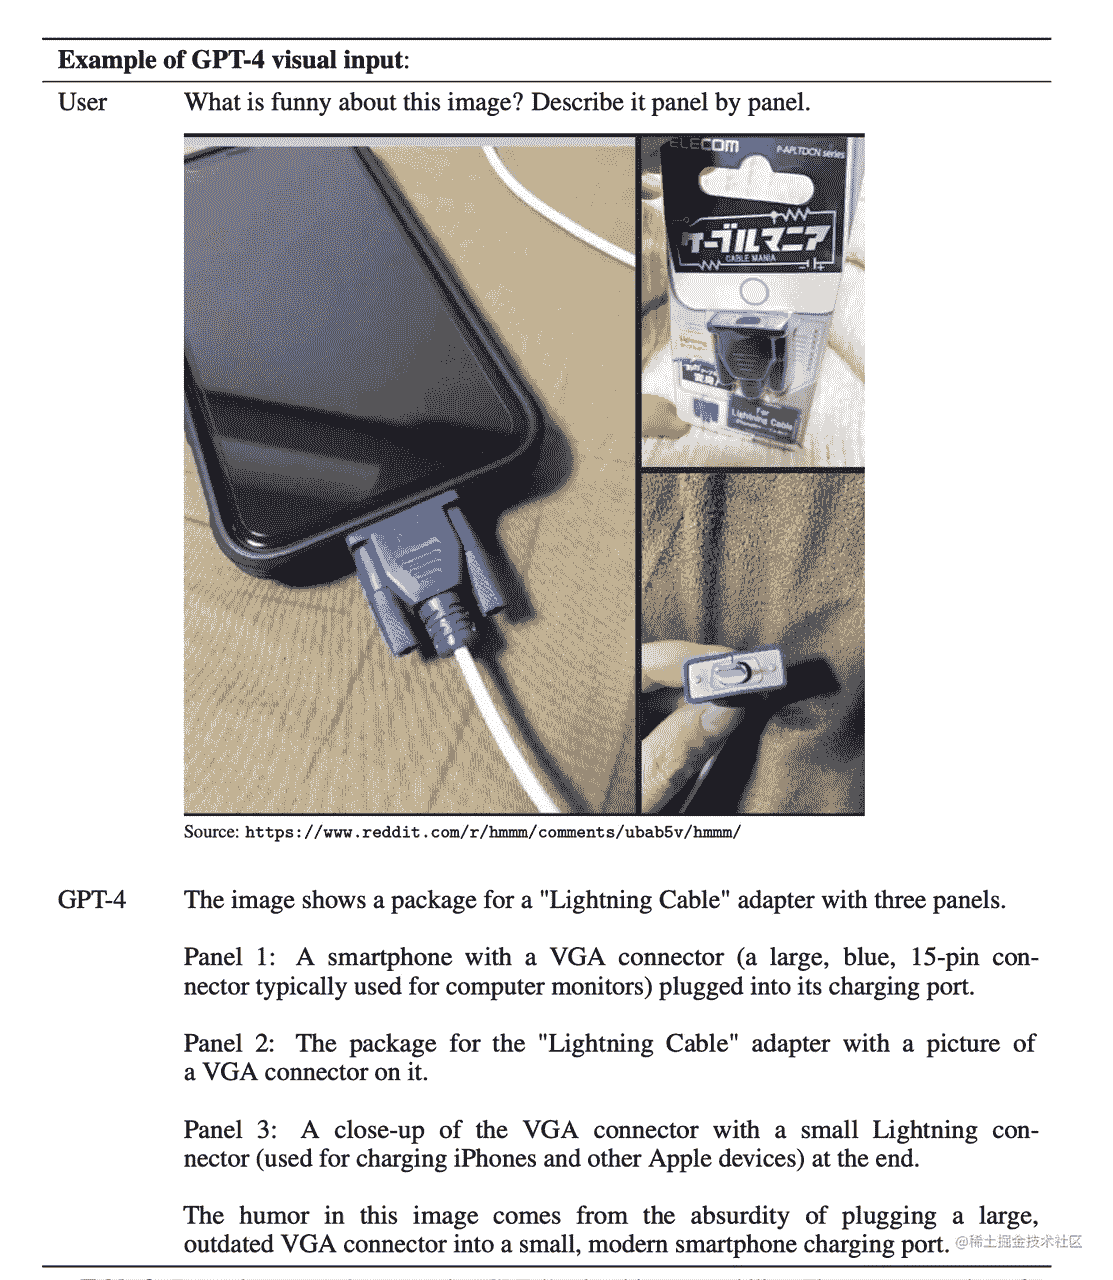 Example of GPT-4 visual input:
User What is funny about this image? Describe it panel by panel.
ELECOM P-APLTDCN series
ケーブルマニア
CABLE MANIA
For
Lightning Cable
Source: https://www.reddit.com/r/hmmm/comments/ubab5v/hmmm/
GPT-4 The image shows a package for a "Lightning Cable" adapter with three panels.
Panel 1: A smartphone with a VGA connector (a large, blue, 15-pin con-
nector typically used for computer monitors) plugged into its charging port.
Panel 2: The package for the "Lightning Cable" adapter with a picture of
a VGA connector on it.
Panel 3: A close-up of the VGA connector with a small Lightning con-
nector (used for charging iPhones and other Apple devices) at the end.
The humor in this image comes from the absurdity of plugging a large,
outdated VGA connector into a small, modern smartphone charging port.
@稀土掘金技术社区